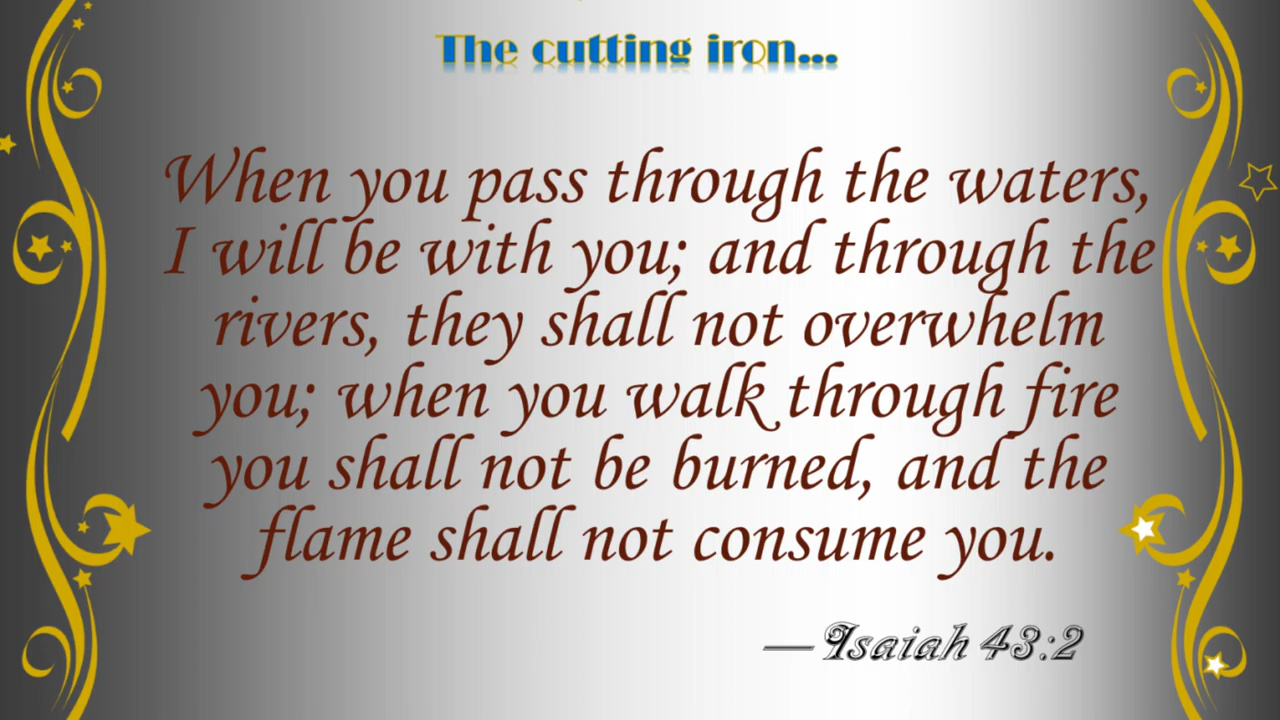 The cutting iron...
When you pass through the waters,
I will be with you; and through the
rivers, they shall not overwhelm
you; when you walk through fire
you shall not be burned, and the
flame shall not consume you.
—Isaiah 43:2